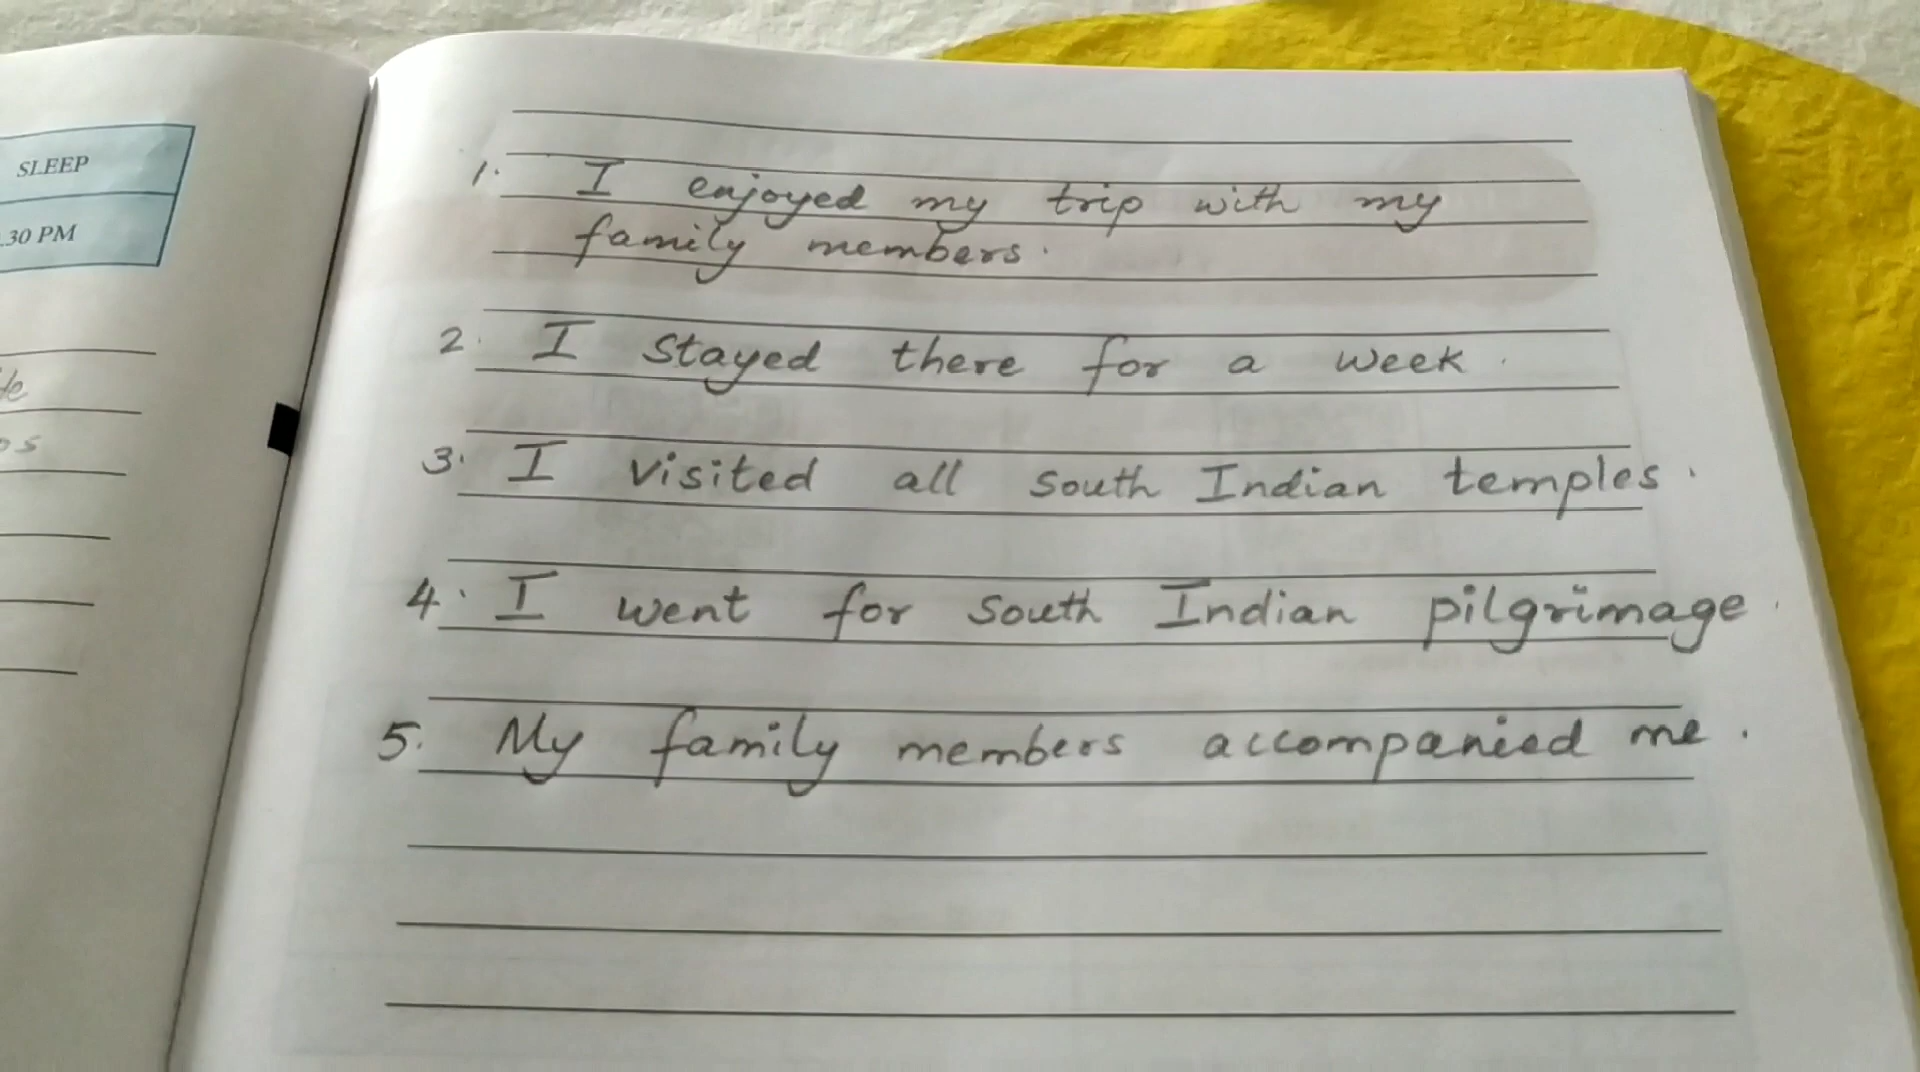 SLEEP
.30 PM
1. I enjoyed my trip with my
family members.
2. I stayed there for a week.
3. I visited all south Indian temples.
4. I went for south Indian pilgrimage.
5. My family members accompanied me.